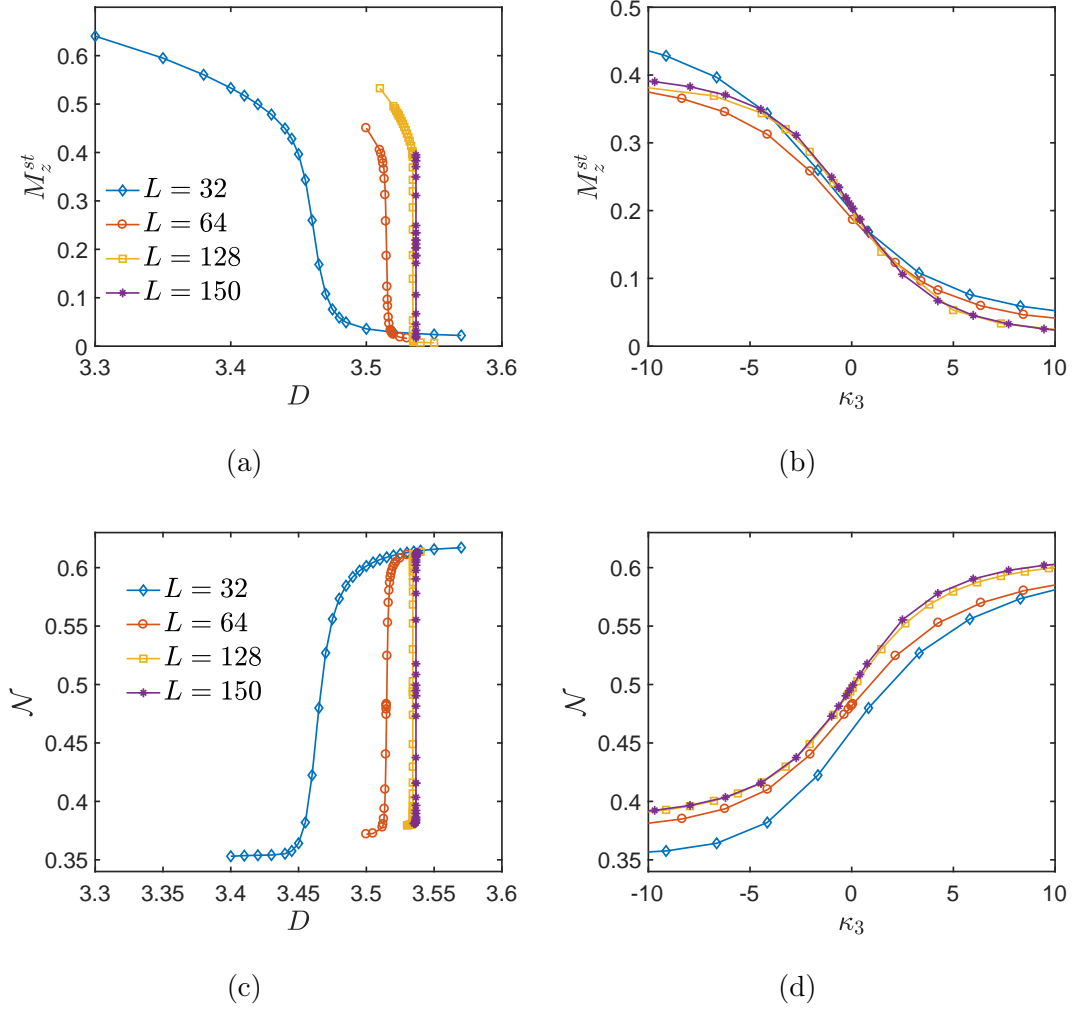 0.6
0.5
0.4
0.3
0.2
0.1
0
M_z^{st}
L = 32
L = 64
L = 128
L = 150
3.3 3.4 3.5 3.6
D
(a)
0.5
0.4
0.3
0.2
0.1
0
M_z^{st}
-10 -5 0 5 10
κ_3
(b)
0.6
0.55
0.5
0.45
0.4
0.35
𝒩
L = 32
L = 64
L = 128
L = 150
3.3 3.35 3.4 3.45 3.5 3.55 3.6
D
(c)
0.6
0.55
0.5
0.45
0.4
0.35
𝒩
-10 -5 0 5 10
κ_3
(d)